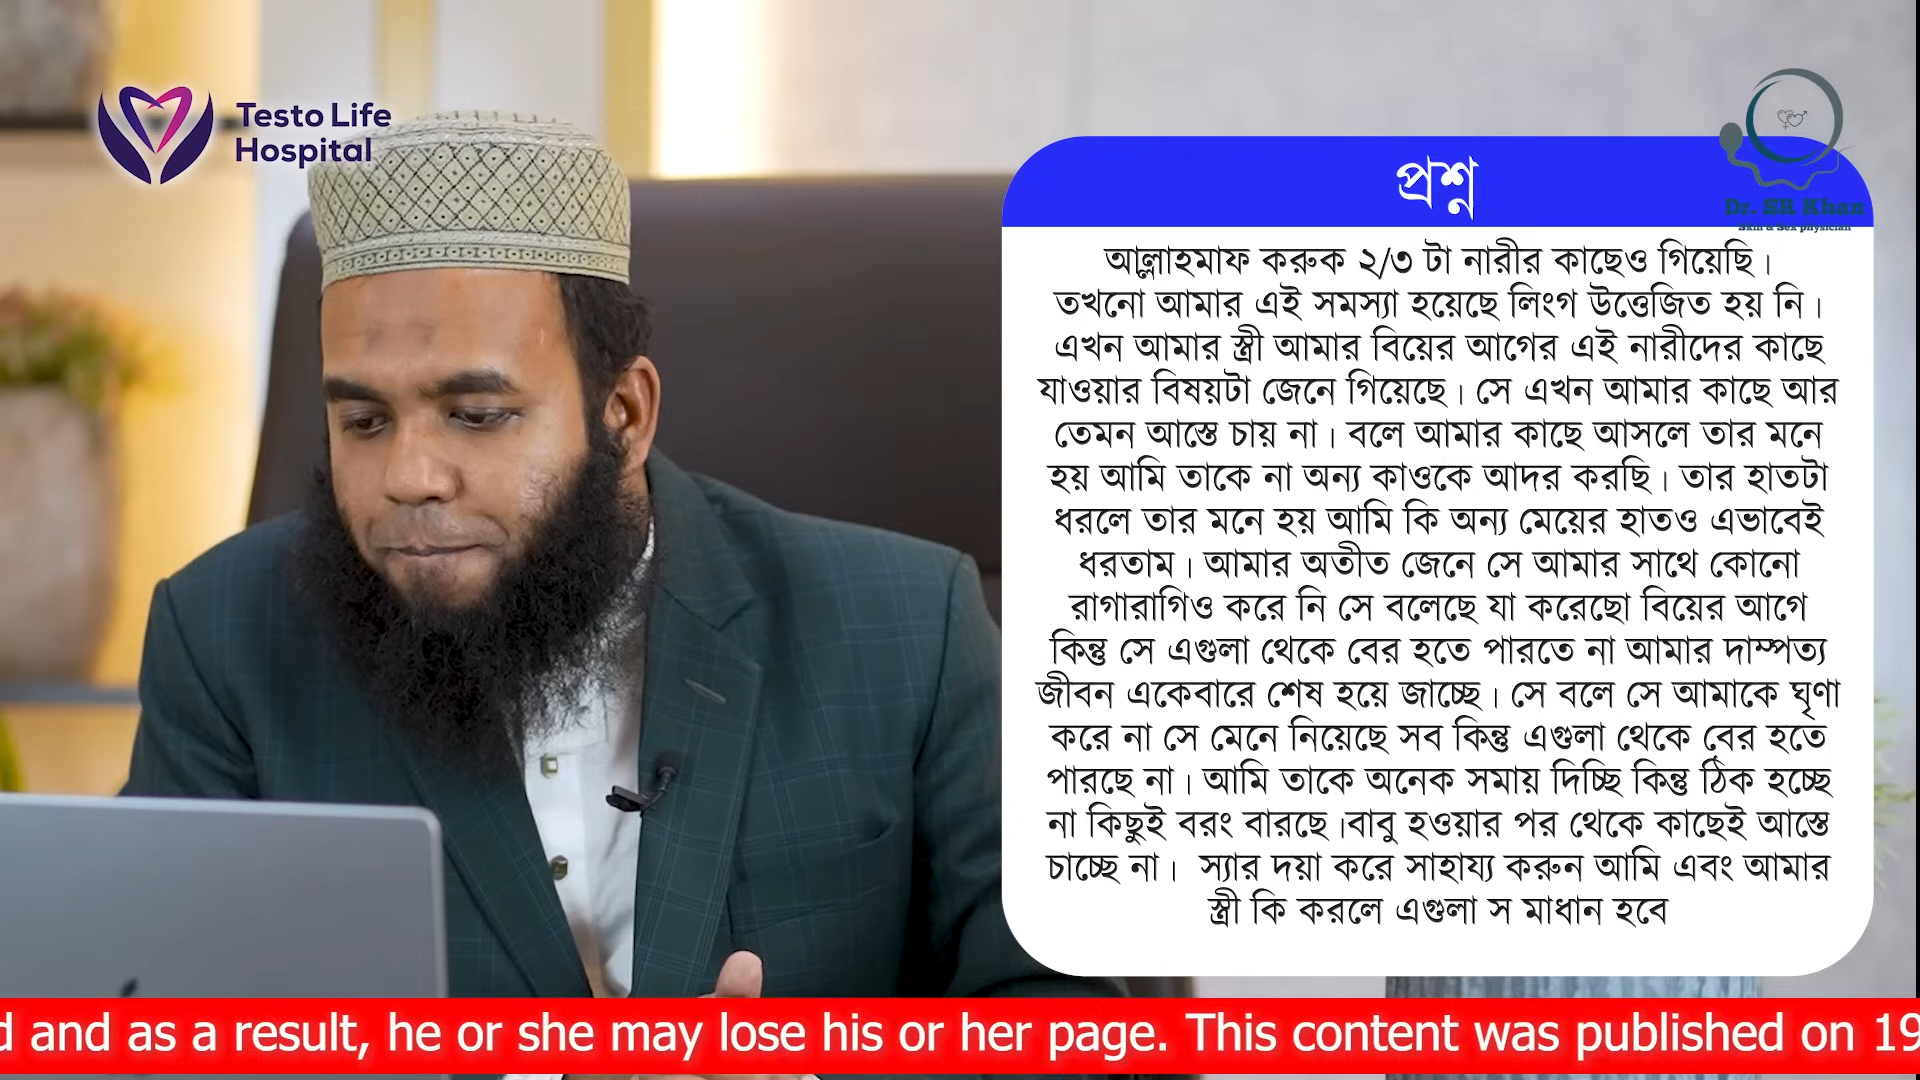 Testo Life
Hospital
Dr. SR Khan
Skin & Sex physician
প্রশ্ন
আল্লাহমাফ করুক ২/৩ টা নারীর কাছেও গিয়েছি।
তখনো আমার এই সমস্যা হয়েছে লিংগ উত্তেজিত হয় নি।
এখন আমার স্ত্রী আমার বিয়ের আগের এই নারীদের কাছে
যাওয়ার বিষয়টা জেনে গিয়েছে। সে এখন আমার কাছে আর
তেমন আস্তে চায় না। বলে আমার কাছে আসলে তার মনে
হয় আমি তাকে না অন্য কাওকে আদর করছি। তার হাতটা
ধরলে তার মনে হয় আমি কি অন্য মেয়ের হাতও এভাবেই
ধরতাম। আমার অতীত জেনে সে আমার সাথে কোনো
রাগারাগিও করে নি সে বলেছে যা করেছো বিয়ের আগে
কিন্তু সে এগুলা থেকে বের হতে পারতে না আমার দাম্পত্য
জীবন একেবারে শেষ হয়ে জাচ্ছে। সে বলে সে আমাকে ঘৃণা
করে না সে মেনে নিয়েছে সব কিন্তু এগুলা থেকে বের হতে
পারছে না। আমি তাকে অনেক সমায় দিচ্ছি কিন্তু ঠিক হচ্ছে
না কিছুই বরং বারছে।বাবু হওয়ার পর থেকে কাছেই আস্তে
চাচ্ছে না। স্যার দয়া করে সাহায্য করুন আমি এবং আমার
স্ত্রী কি করলে এগুলা স মাধান হবে
d and as a result, he or she may lose his or her page. This content was published on 19